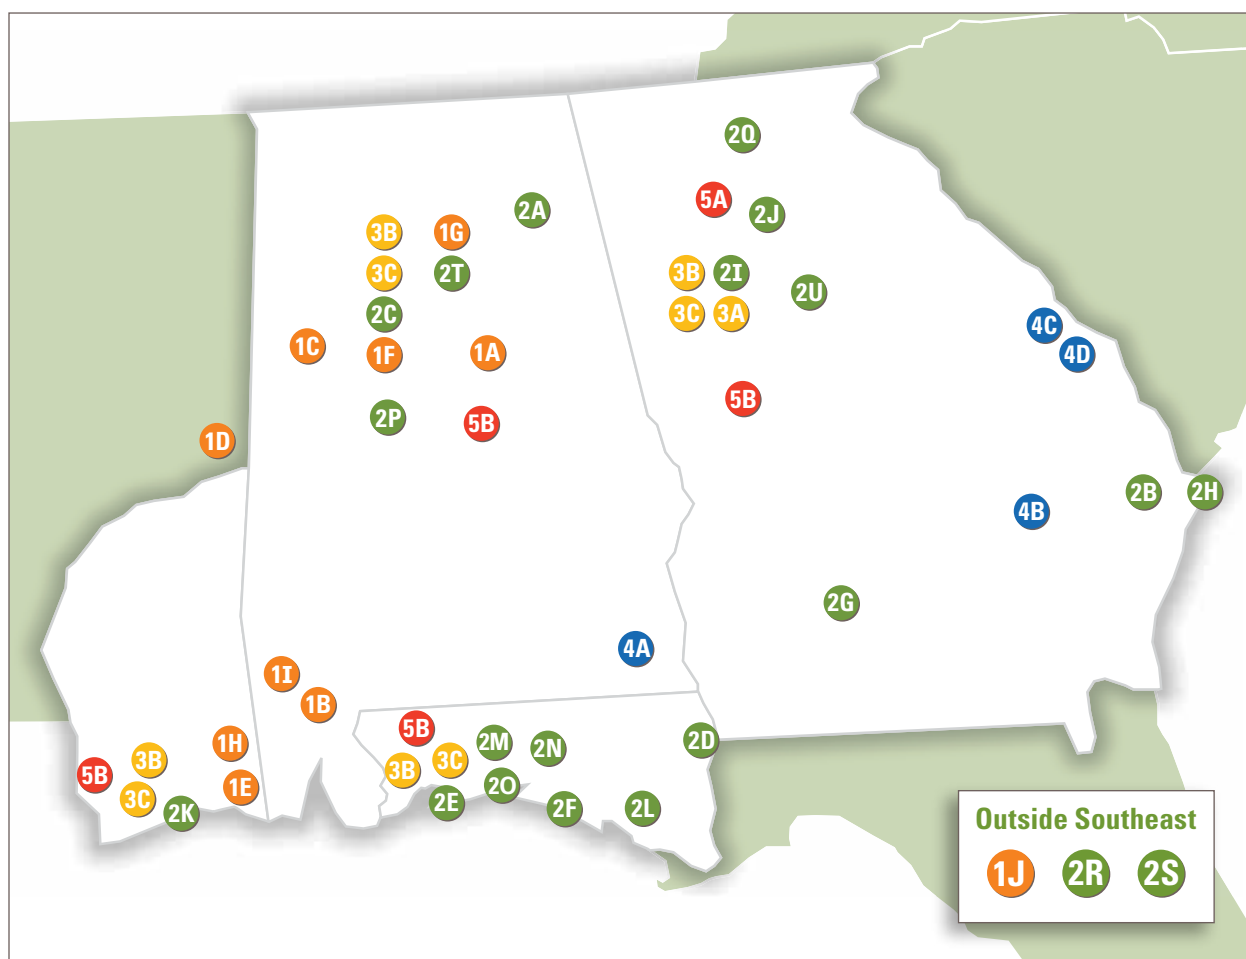 2Q
5A
2J
2A
3B 1G
3C 2T
2C
1C 1F 1A
2P 5B
3B 2I 2U
3C 3A
4C
4D
5B
1D
2B 2H
4B
2G
4A
1I
1B
1H
3B
5B
3C
1E
2K
5B
2M 2N 2D
3B 3C
2O
2E 2F 2L
Outside Southeast
1J 2R 2S